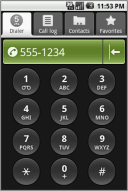 11:53 PM
5
Dialer Call log Contacts Favorites
555-1234
1 2 3
ABC DEF
4 5 6
GHI JKL MNO
7 8 9
PQRS TUV WXYZ
* 0 #
+